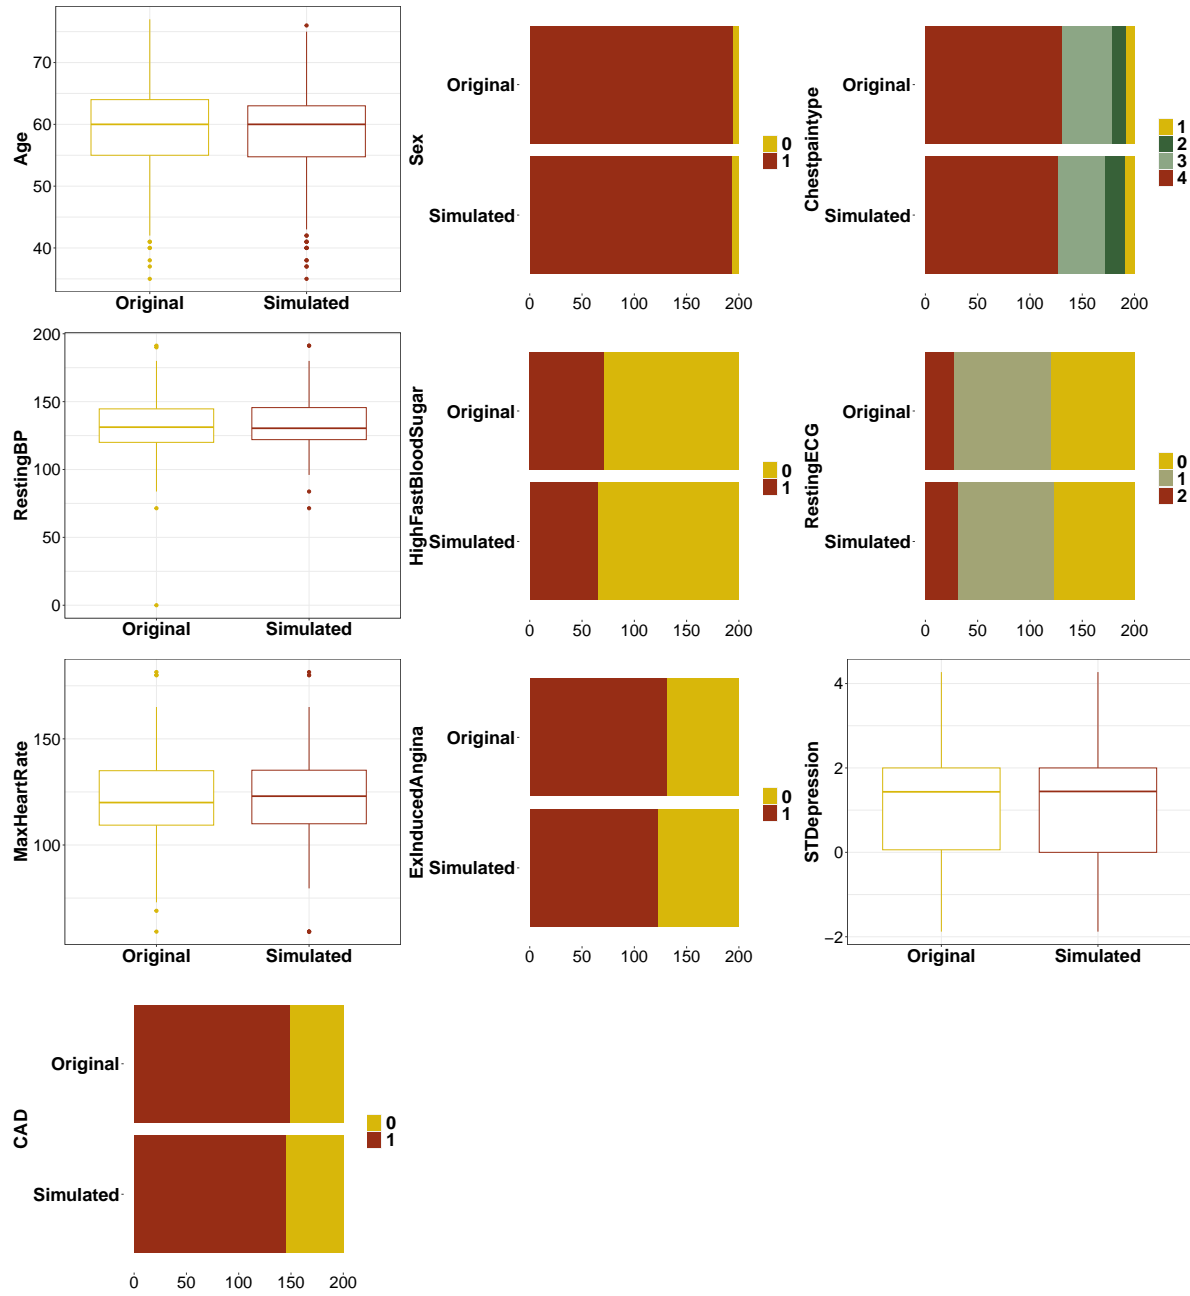 Age
70
60
50
40
Original Simulated
Sex
Original
Simulated
0 50 100 150 200
0
1
Chestpaintype
Original
Simulated
0 50 100 150 200
1
2
3
4
RestingBP
200
150
100
50
0
Original Simulated
HighFastBloodSugar
Original
Simulated
0 50 100 150 200
0
1
RestingECG
Original
Simulated
0 50 100 150 200
0
1
2
MaxHeartRate
150
100
Original Simulated
ExInducedAngina
Original
Simulated
0 50 100 150 200
0
1
STDepression
4
2
0
−2
Original Simulated
CAD
Original
Simulated
0 50 100 150 200
0
1